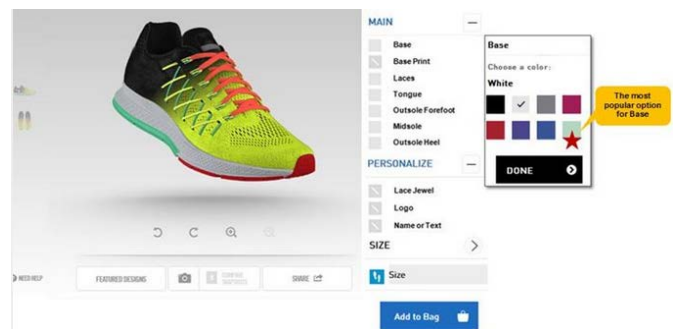 MAIN
Base
Base Print
Laces
Tongue
Outsole Forefoot
Midsole
Outsole Heel
PERSONALIZE
Lace Jewel
Logo
Name or Text
SIZE
Size
Add to Bag
Base
Choose a color:
White
DONE
The most
popular option
for Base
NEED HELP
FEATURED DESIGNS
SHARE